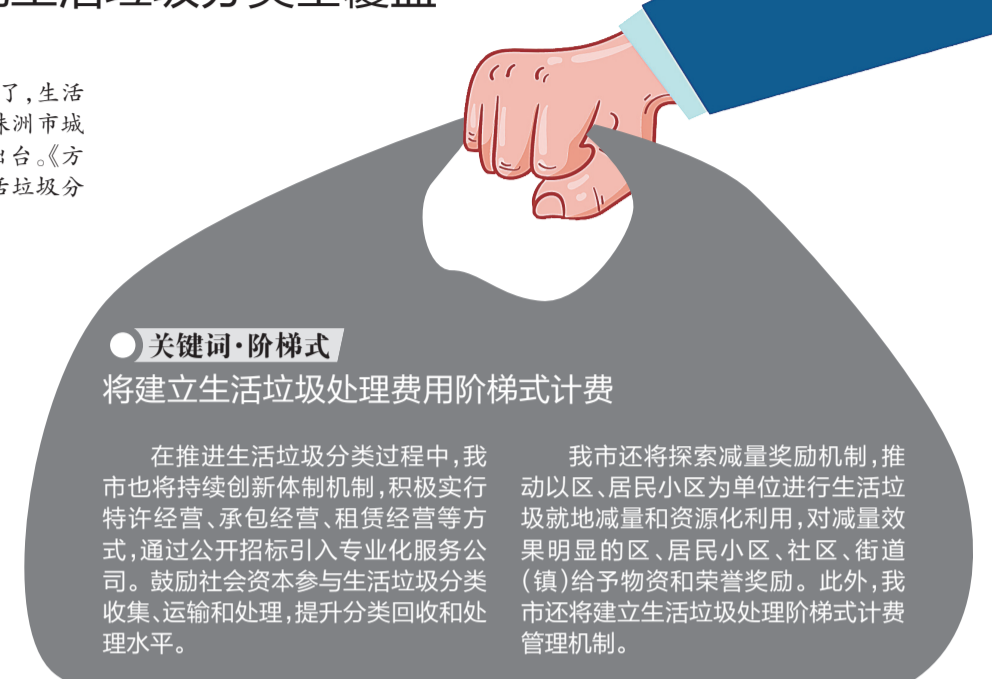 生活垃圾分类全覆盖
了,生活
株洲市城
出台。《方
活垃圾分
关键词·阶梯式
将建立生活垃圾处理费用阶梯式计费
在推进生活垃圾分类过程中,我
市也将持续创新体制机制,积极实行
特许经营、承包经营、租赁经营等方
式,通过公开招标引入专业化服务公
司。鼓励社会资本参与生活垃圾分类
收集、运输和处理,提升分类回收和处
理水平。
我市还将探索减量奖励机制,推
动以区、居民小区为单位进行生活垃
圾就地减量和资源化利用,对减量效
果明显的区、居民小区、社区、街道
(镇)给予物资和荣誉奖励。此外,我
市还将建立生活垃圾处理阶梯式计费
管理机制。